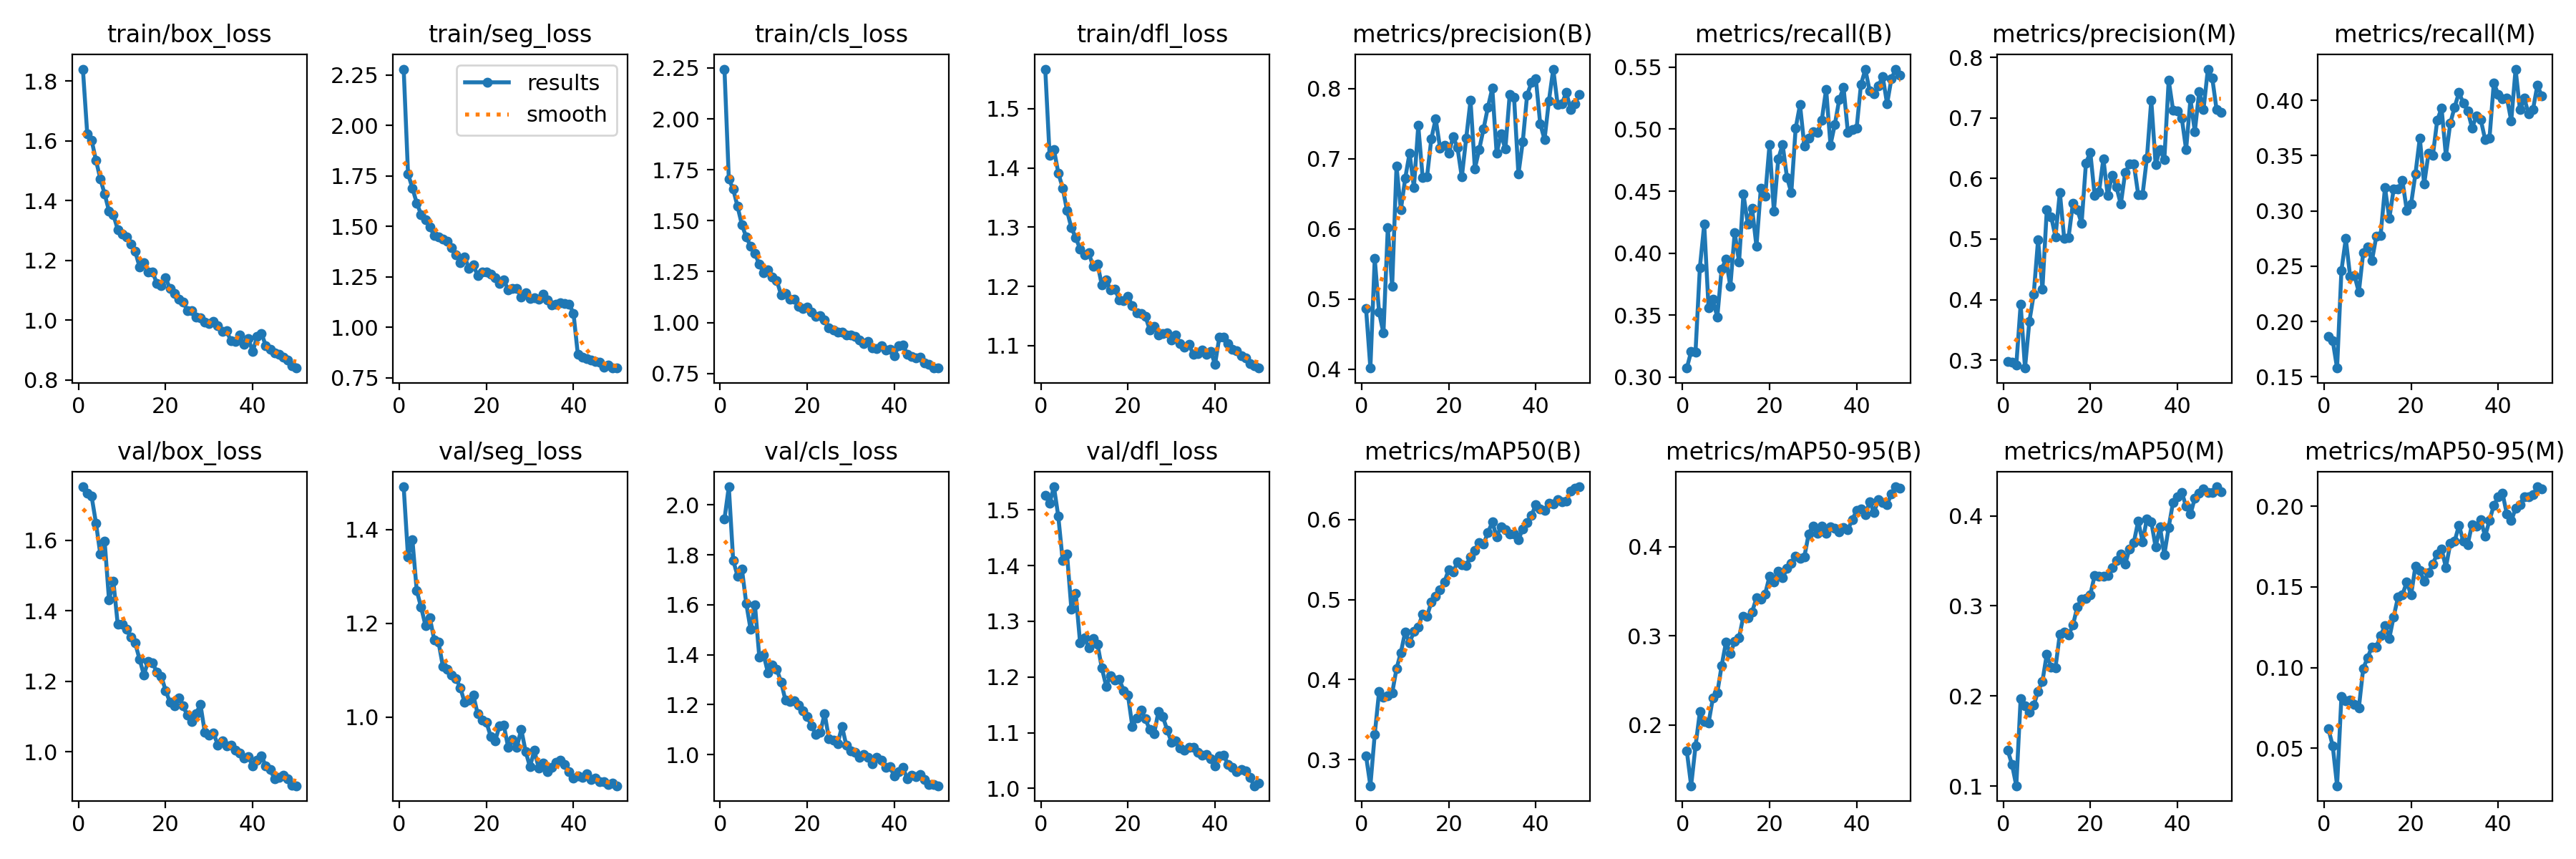 train/box_loss
train/seg_loss
train/cls_loss
train/dfl_loss
metrics/precision(B)
metrics/recall(B)
metrics/precision(M)
metrics/recall(M)
results
smooth
1.8
1.6
1.4
1.2
1.0
0.8
0 20 40
2.25
2.00
1.75
1.50
1.25
1.00
0.75
0 20 40
2.25
2.00
1.75
1.50
1.25
1.00
0.75
0 20 40
1.5
1.4
1.3
1.2
1.1
0 20 40
0.8
0.7
0.6
0.5
0.4
0 20 40
0.55
0.50
0.45
0.40
0.35
0.30
0 20 40
0.8
0.7
0.6
0.5
0.4
0.3
0 20 40
0.40
0.35
0.30
0.25
0.20
0.15
0 20 40
val/box_loss
val/seg_loss
val/cls_loss
val/dfl_loss
metrics/mAP50(B)
metrics/mAP50-95(B)
metrics/mAP50(M)
metrics/mAP50-95(M)
1.6
1.4
1.2
1.0
0 20 40
1.4
1.2
1.0
0 20 40
2.0
1.8
1.6
1.4
1.2
1.0
0 20 40
1.5
1.4
1.3
1.2
1.1
1.0
0 20 40
0.6
0.5
0.4
0.3
0 20 40
0.4
0.3
0.2
0 20 40
0.4
0.3
0.2
0.1
0 20 40
0.20
0.15
0.10
0.05
0 20 40